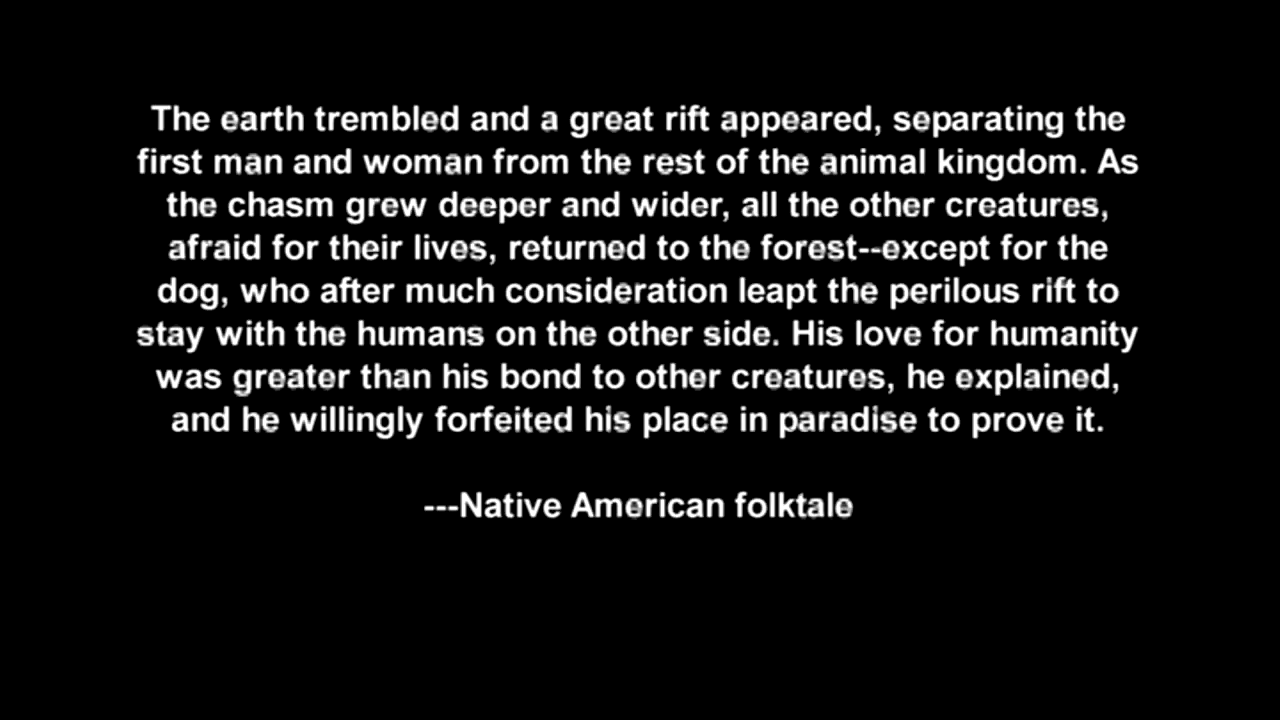 The earth trembled and a great rift appeared, separating the
first man and woman from the rest of the animal kingdom. As
the chasm grew deeper and wider, all the other creatures,
afraid for their lives, returned to the forest--except for the
dog, who after much consideration leapt the perilous rift to
stay with the humans on the other side. His love for humanity
was greater than his bond to other creatures, he explained,
and he willingly forfeited his place in paradise to prove it.
---Native American folktale